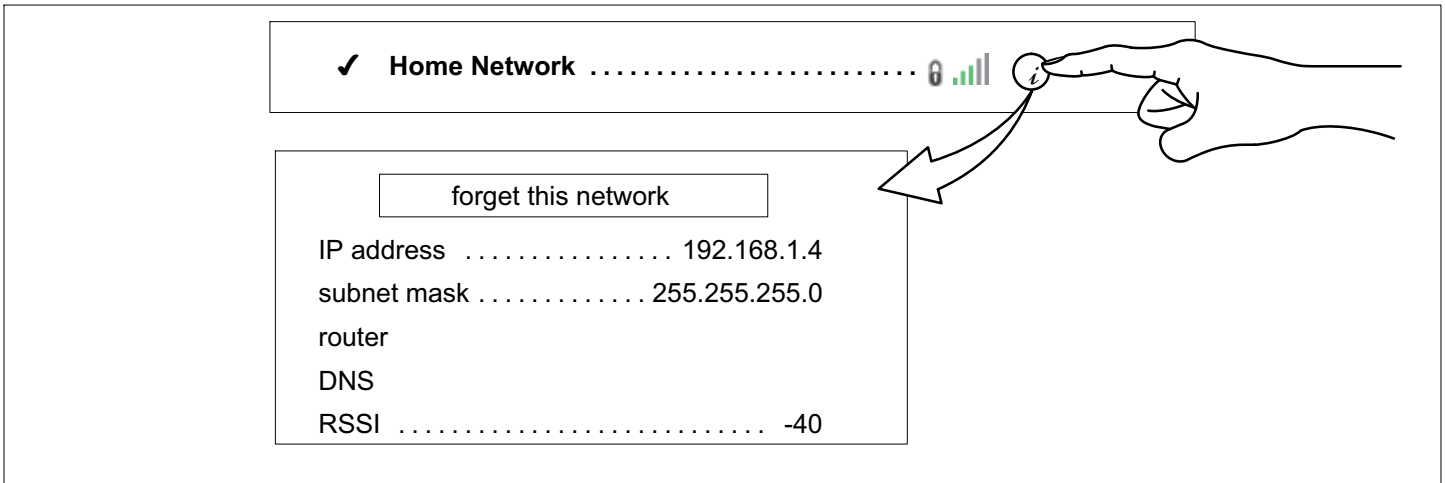 ✓ Home Network ......................... i
forget this network
IP address ................ 192.168.1.4
subnet mask ............. 255.255.255.0
router
DNS
RSSI ............................ -40